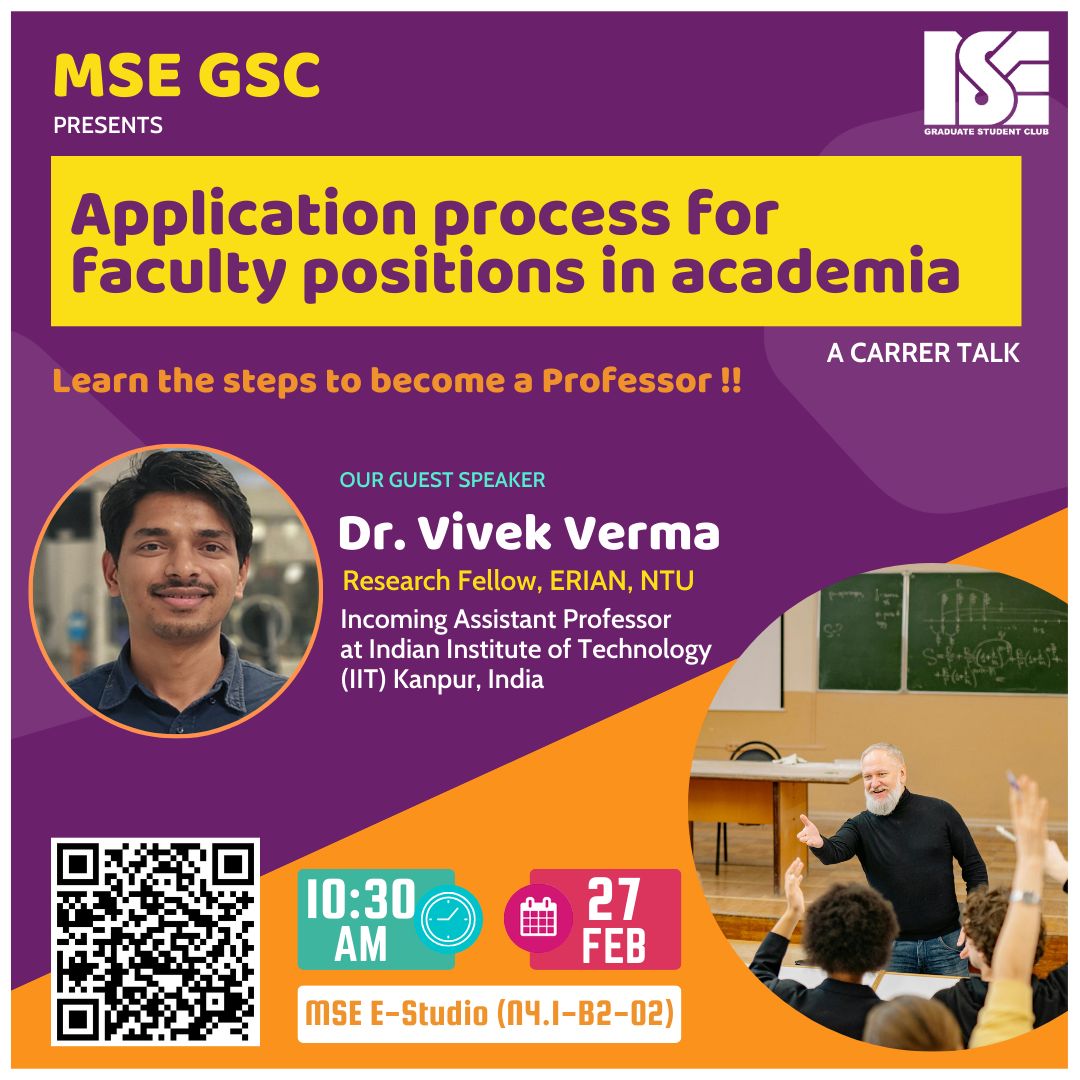 MSE GSC
PRESENTS
MSE
GRADUATE STUDENT CLUB
Application process for
faculty positions in academia
A CARRER TALK
Learn the steps to become a Professor !!
OUR GUEST SPEAKER
Dr. Vivek Verma
Research Fellow, ERIAN, NTU
Incoming Assistant Professor
at Indian Institute of Technology
(IIT) Kanpur, India
10:30
AM
27
FEB
MSE E-Studio (N4.1-B2-02)